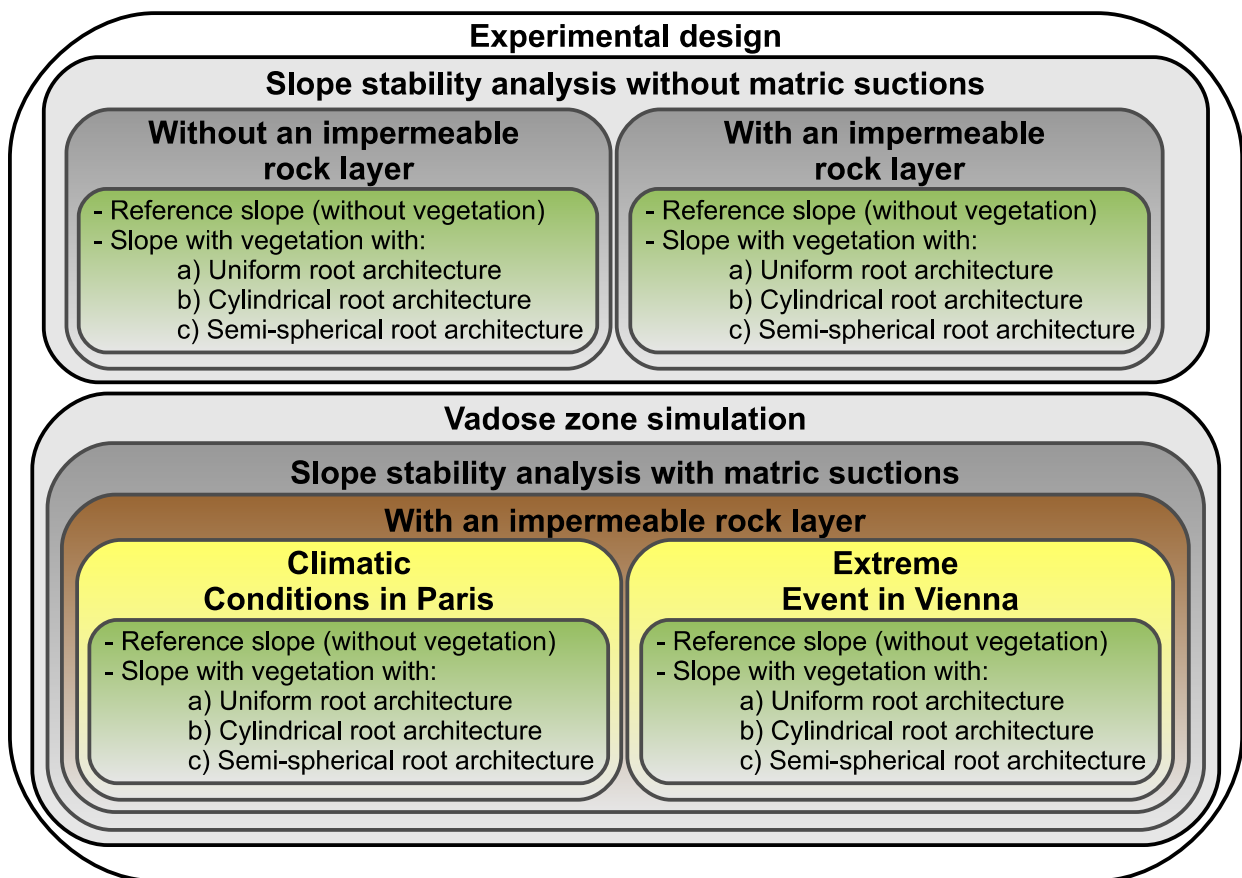 Experimental design
Slope stability analysis without matric suctions
Without an impermeable
rock layer
- Reference slope (without vegetation)
- Slope with vegetation with:
a) Uniform root architecture
b) Cylindrical root architecture
c) Semi-spherical root architecture
With an impermeable
rock layer
- Reference slope (without vegetation)
- Slope with vegetation with:
a) Uniform root architecture
b) Cylindrical root architecture
c) Semi-spherical root architecture
Vadose zone simulation
Slope stability analysis with matric suctions
With an impermeable rock layer
Climatic
Conditions in Paris
- Reference slope (without vegetation)
- Slope with vegetation with:
a) Uniform root architecture
b) Cylindrical root architecture
c) Semi-spherical root architecture
Extreme
Event in Vienna
- Reference slope (without vegetation)
- Slope with vegetation with:
a) Uniform root architecture
b) Cylindrical root architecture
c) Semi-spherical root architecture